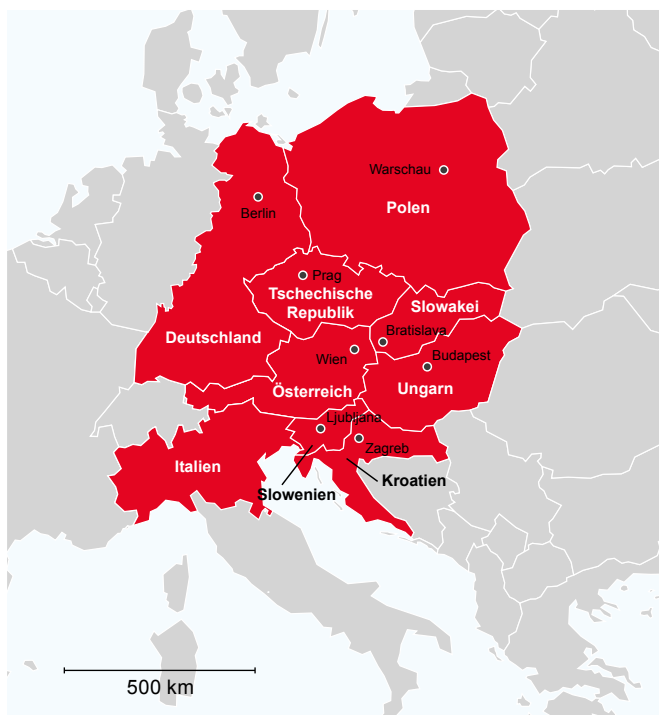 Warschau
Polen
Berlin
Prag
Tschechische
Republik
Slowakei
Deutschland
Bratislava
Wien
Budapest
Österreich
Ungarn
Ljubljana
Zagreb
Italien
Slowenien
Kroatien
500 km